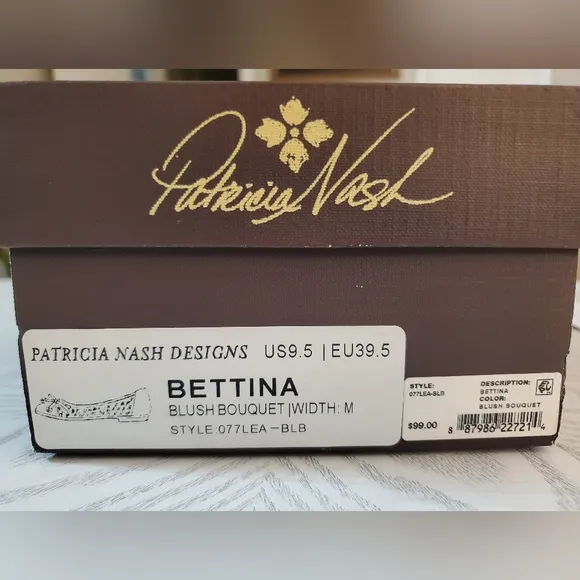 Patricia Nash
PATRICIA NASH DESIGNS US9.5 | EU39.5
BETTINA
BLUSH BOUQUET | WIDTH: M
STYLE:077LEA-BLB
STYLE:
077LEA-BLB
DESCRIPTION:
BETTINA
COLOR:
BLUSH BOUQUET
$99.00
8 87986 22721 4